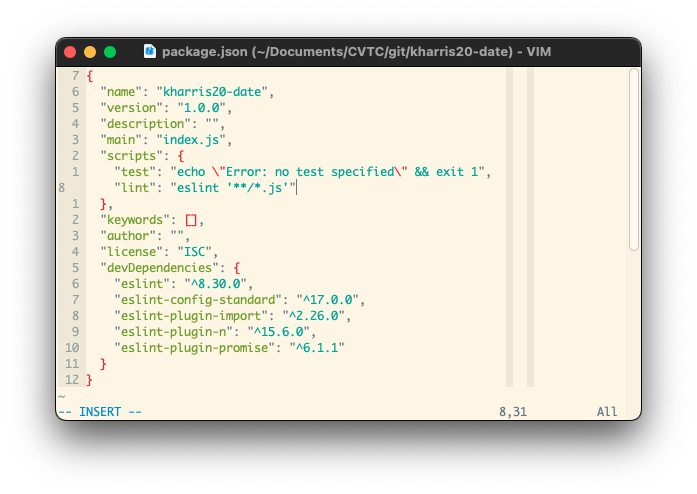 package.json (~/Documents/CVTC/git/kharris20-date) - VIM
7 {
6   "name": "kharris20-date",
5   "version": "1.0.0",
4   "description": "",
3   "main": "index.js",
2   "scripts": {
1     "test": "echo \"Error: no test specified\" && exit 1",
8     "lint": "eslint '**/*.js'"
1   },
2   "keywords": [],
3   "author": "",
4   "license": "ISC",
5   "devDependencies": {
6     "eslint": "^8.30.0",
7     "eslint-config-standard": "^17.0.0",
8     "eslint-plugin-import": "^2.26.0",
9     "eslint-plugin-n": "^15.6.0",
10     "eslint-plugin-promise": "^6.1.1"
11   }
12 }
~
-- INSERT -- 8,31 All